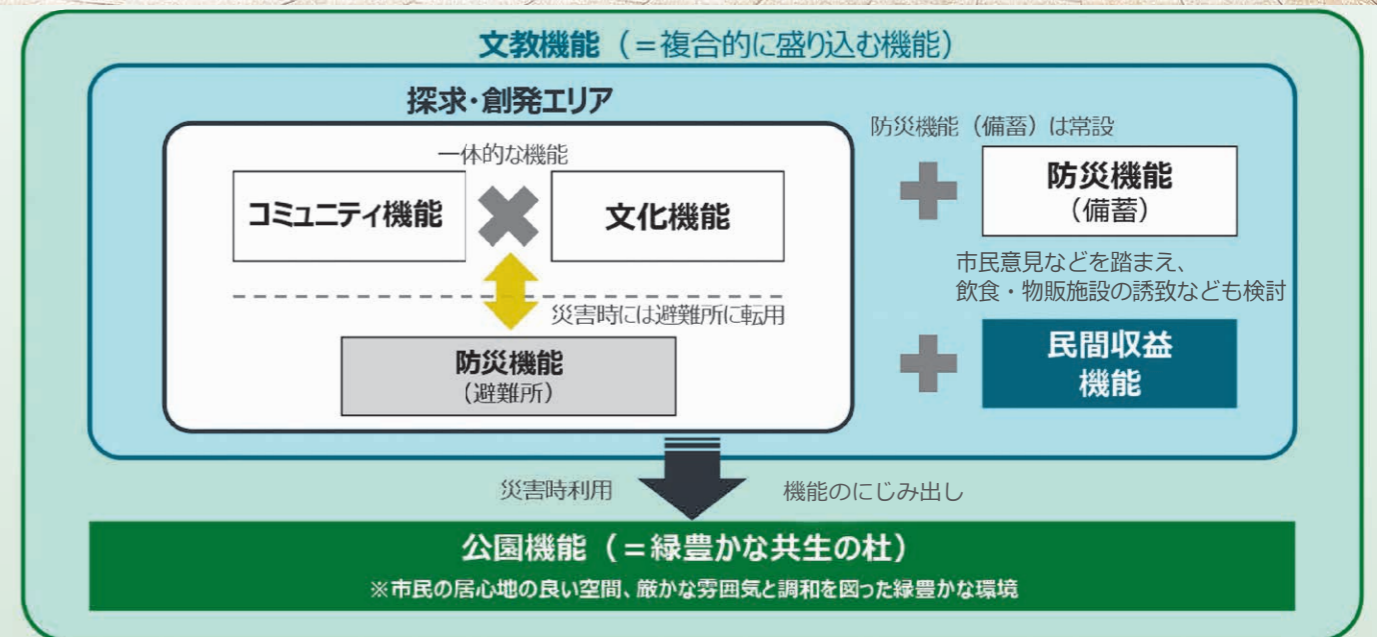 文教機能（＝複合的に盛り込む機能）
探求・創発エリア
一体的な機能
コミュニティ機能
文化機能
災害時には避難所に転用
防災機能
（避難所）
防災機能（備蓄）は常設
防災機能
（備蓄）
市民意見などを踏まえ、
飲食・物販施設の誘致なども検討
民間収益
機能
災害時利用
機能のにじみ出し
公園機能（＝緑豊かな共生の杜）
※市民の居心地の良い空間、厳かな雰囲気と調和を図った緑豊かな環境